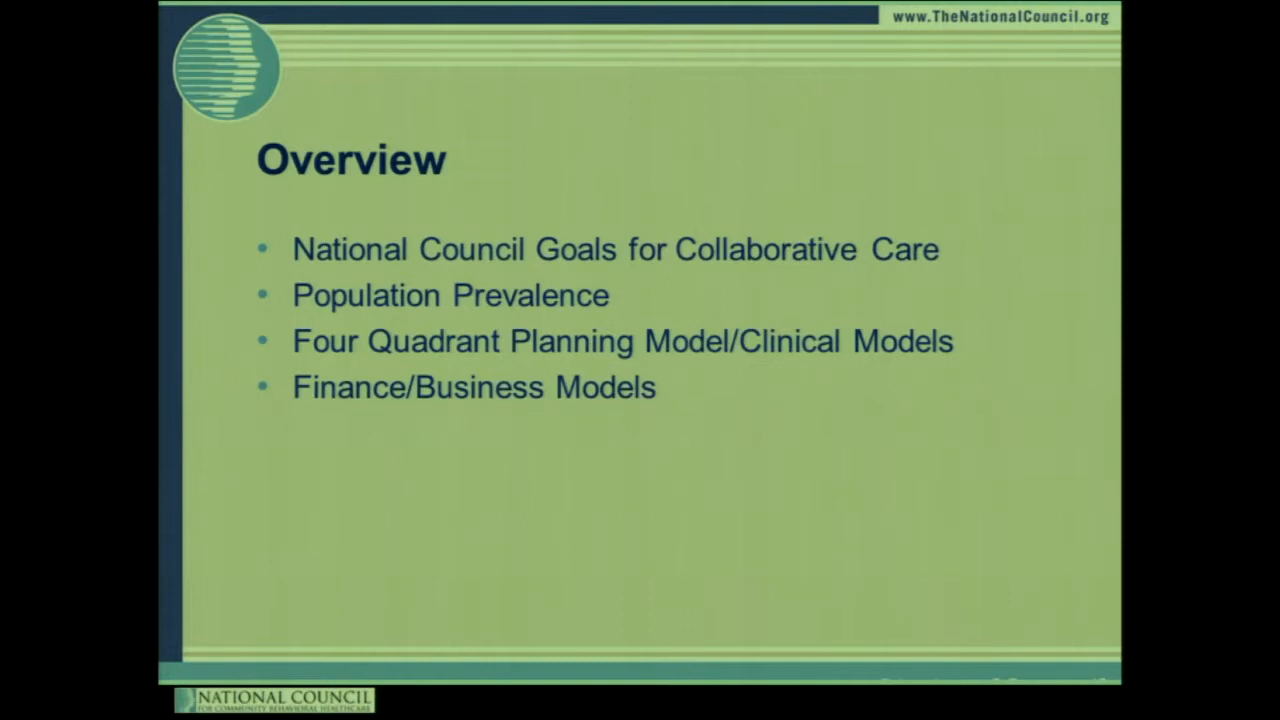 www.TheNationalCouncil.org
Overview
• National Council Goals for Collaborative Care
• Population Prevalence
• Four Quadrant Planning Model/Clinical Models
• Finance/Business Models
NATIONAL COUNCIL
FOR COMMUNITY BEHAVIORAL HEALTHCARE